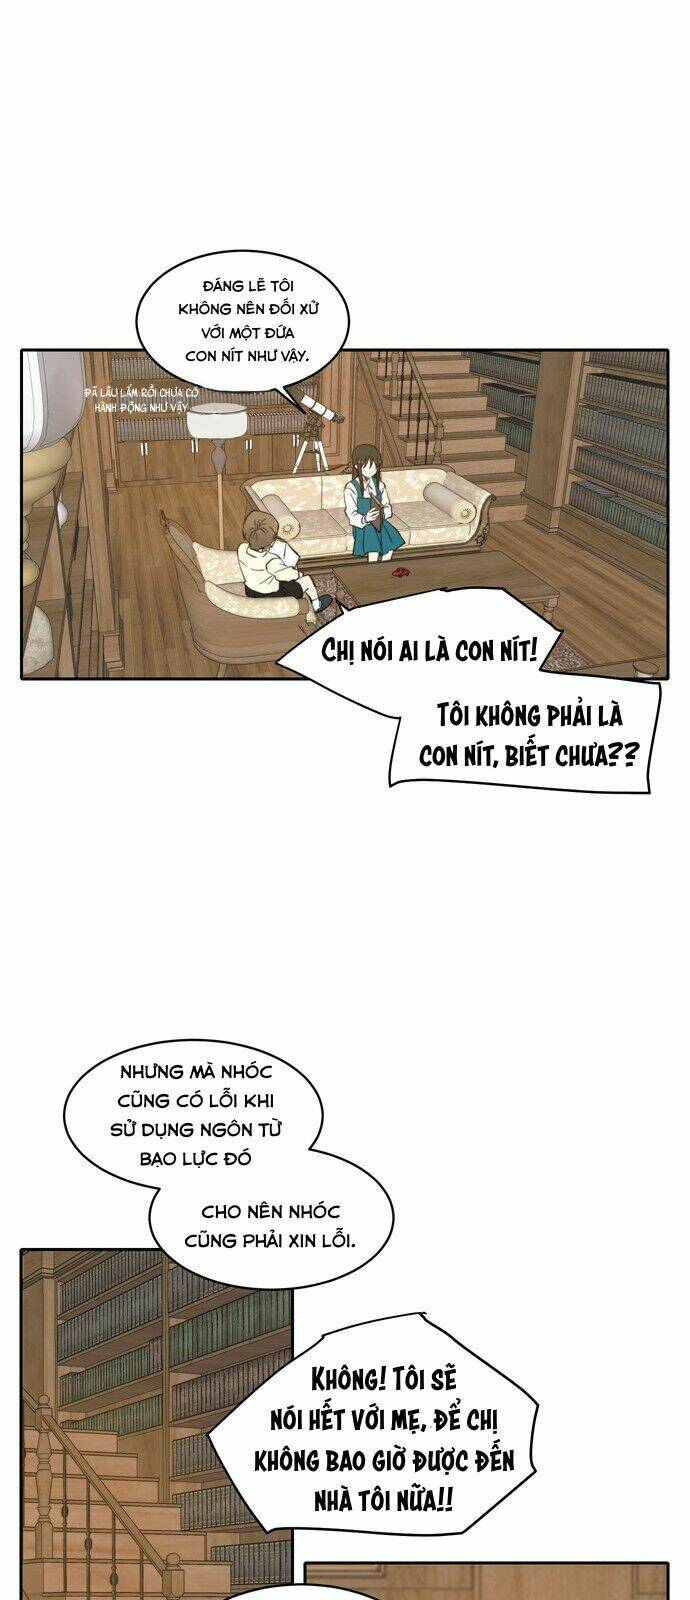 ĐÁNG LẼ TÔI
KHÔNG NÊN ĐỐI XỬ
VỚI MỘT ĐỨA
CON NÍT NHƯ VẬY.
ĐÃ LÂU LẮM RỒI CHƯA CÓ
HÀNH ĐỘNG NHƯ VẬY
CHỊ NÓI AI LÀ CON NÍT!
TÔI KHÔNG PHẢI LÀ
CON NÍT, BIẾT CHƯA??
NHƯNG MÀ NHÓC
CŨNG CÓ LỖI KHI
SỬ DỤNG NGÔN TỪ
BẠO LỰC ĐÓ
CHO NÊN NHÓC
CŨNG PHẢI XIN LỖI.
KHÔNG! TÔI SẼ
NÓI HẾT VỚI MẸ, ĐỂ CHỊ
KHÔNG BAO GIỜ ĐƯỢC ĐẾN
NHÀ TÔI NỮA!!